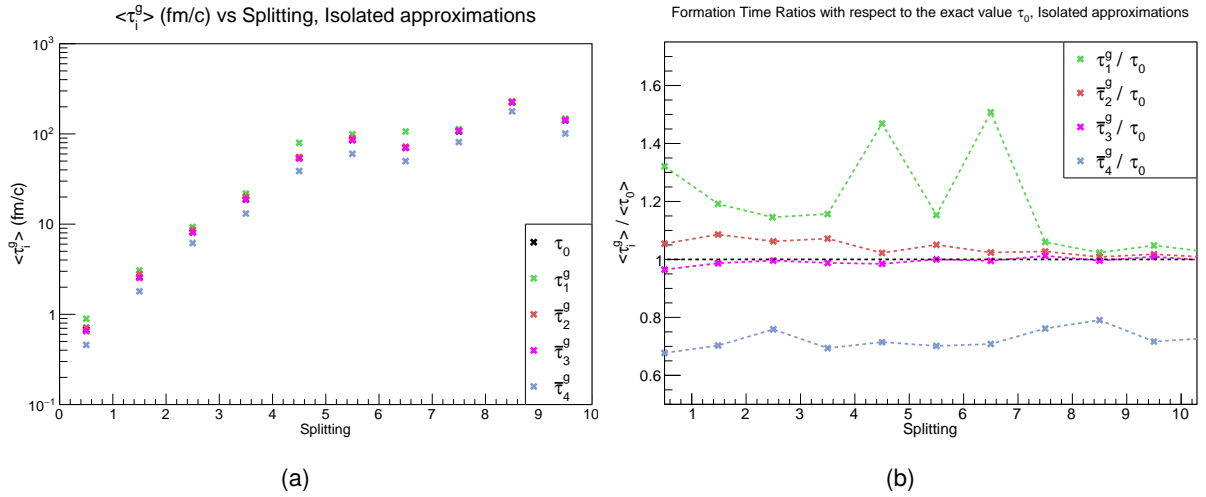 <τ_i^g> (fm/c) vs Splitting, Isolated approximations
<τ_i^g> (fm/c)
10^3
10^2
10
1
10^−1
0 1 2 3 4 5 6 7 8 9 10
Splitting
τ_0
τ_1^g
τ̅_2^g
τ̅_3^g
τ̅_4^g
(a)
Formation Time Ratios with respect to the exact value τ_0, Isolated approximations
<τ̅_i^g> / <τ_0>
1.6
1.4
1.2
1
0.8
0.6
1 2 3 4 5 6 7 8 9 10
Splitting
τ_1^g / τ_0
τ̅_2^g / τ_0
τ̅_3^g / τ_0
τ̅_4^g / τ_0
(b)